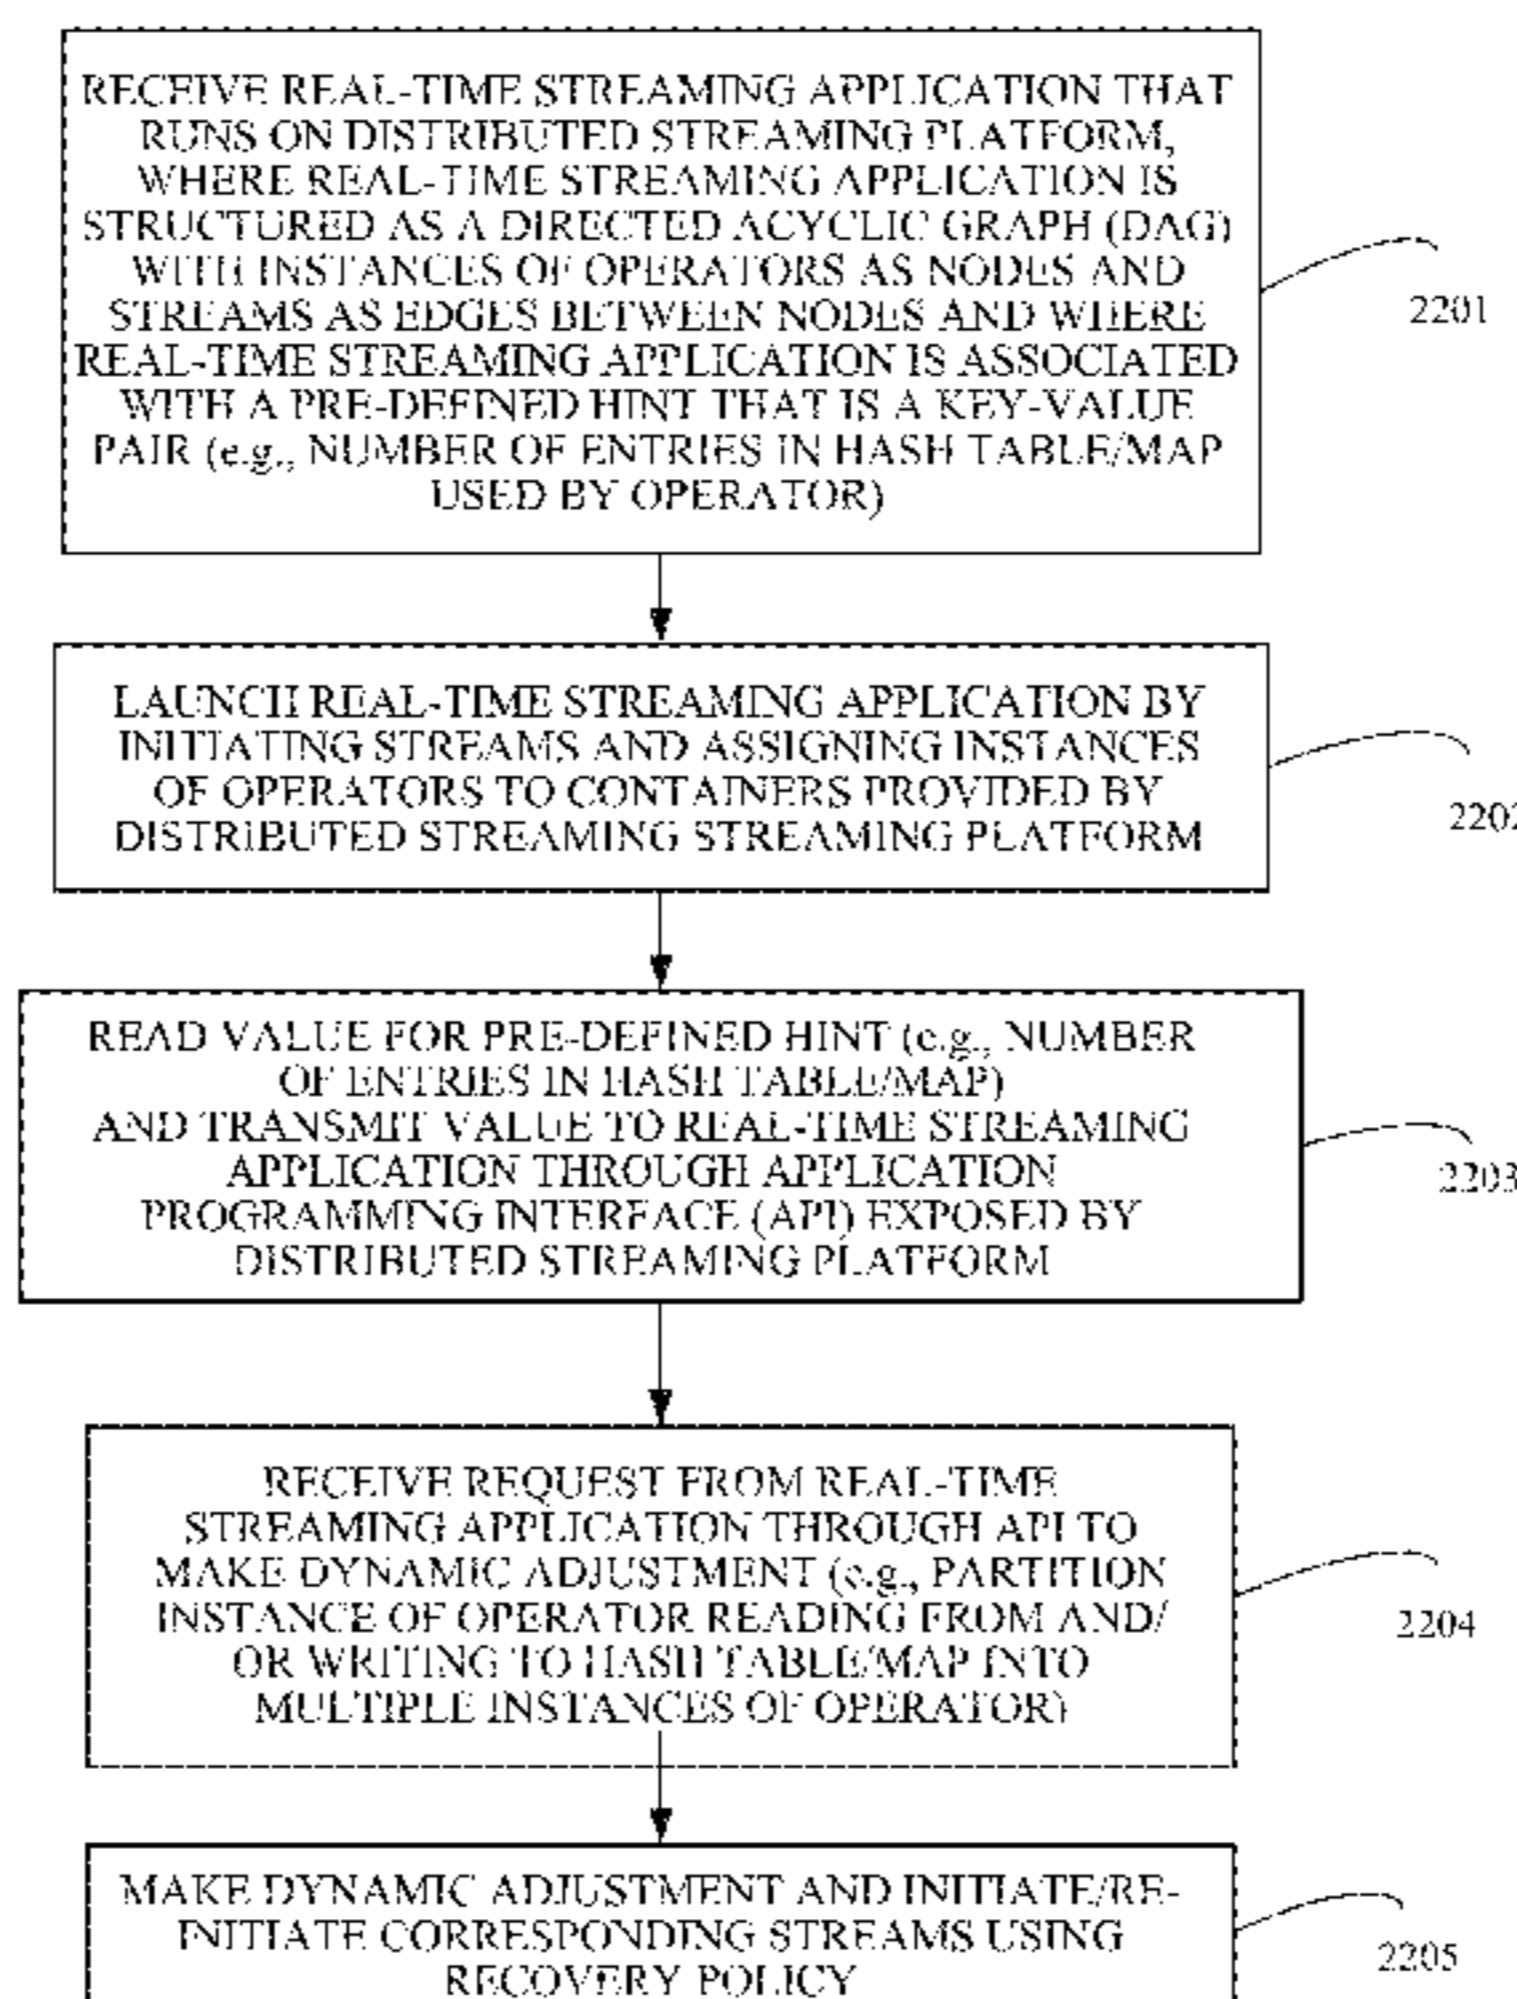 RECEIVE REAL-TIME STREAMING APPLICATION THAT
RUNS ON DISTRIBUTED STREAMING PLATFORM,
WHERE REAL-TIME STREAMING APPLICATION IS
STRUCTURED AS A DIRECTED ACYCLIC GRAPH (DAG)
WITH INSTANCES OF OPERATORS AS NODES AND
STREAMS AS EDGES BETWEEN NODES AND WHERE
REAL-TIME STREAMING APPLICATION IS ASSOCIATED
WITH A PRE-DEFINED HINT THAT IS A KEY-VALUE
PAIR (e.g., NUMBER OF ENTRIES IN HASH TABLE/MAP
USED BY OPERATOR)
2201
LAUNCH REAL-TIME STREAMING APPLICATION BY
INITIATING STREAMS AND ASSIGNING INSTANCES
OF OPERATORS TO CONTAINERS PROVIDED BY
DISTRIBUTED STREAMING STREAMING PLATFORM
2202
READ VALUE FOR PRE-DEFINED HINT (e.g., NUMBER
OF ENTRIES IN HASH TABLE/MAP)
AND TRANSMIT VALUE TO REAL-TIME STREAMING
APPLICATION THROUGH APPLICATION
PROGRAMMING INTERFACE (API) EXPOSED BY
DISTRIBUTED STREAMING PLATFORM
2203
RECEIVE REQUEST FROM REAL-TIME
STREAMING APPLICATION THROUGH API TO
MAKE DYNAMIC ADJUSTMENT (e.g., PARTITION
INSTANCE OF OPERATOR READING FROM AND/
OR WRITING TO HASH TABLE/MAP INTO
MULTIPLE INSTANCES OF OPERATOR)
2204
MAKE DYNAMIC ADJUSTMENT AND INITIATE/RE-
INITIATE CORRESPONDING STREAMS USING
RECOVERY POLICY
2205